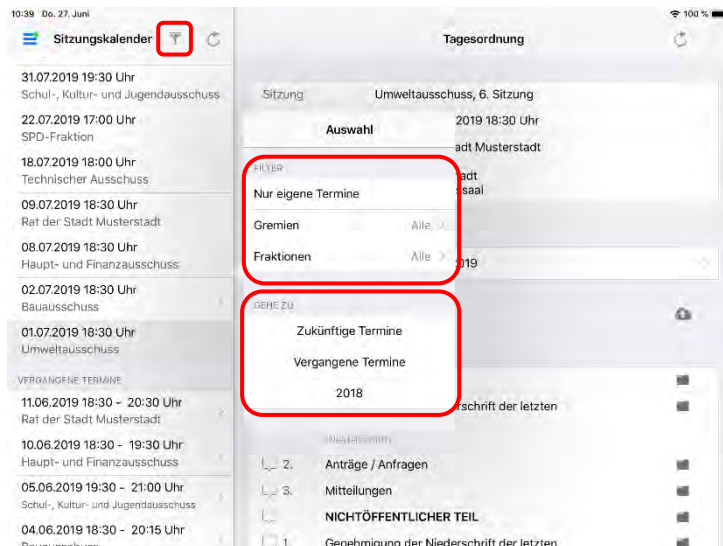 10:39 Do. 27. Juni
100 %
Sitzungskalender
31.07.2019 19:30 Uhr
Schul-, Kultur- und Jugendausschuss
22.07.2019 17:00 Uhr
SPD-Fraktion
18.07.2019 18:00 Uhr
Technischer Ausschuss
09.07.2019 18:30 Uhr
Rat der Stadt Musterstadt
08.07.2019 18:30 Uhr
Haupt- und Finanzausschuss
02.07.2019 18:30 Uhr
Bauausschuss
01.07.2019 18:30 Uhr
Umweltausschuss
VERGANGENE TERMINE
11.06.2019 18:30 - 20:30 Uhr
Rat der Stadt Musterstadt
10.06.2019 18:30 - 19:30 Uhr
Haupt- und Finanzausschuss
05.06.2019 19:30 - 21:00 Uhr
Schul-, Kultur- und Jugendausschuss
04.06.2019 18:30 - 20:15 Uhr
Bauausschuss
Tagesordnung
Sitzung Umweltausschuss, 6. Sitzung
2019 18:30 Uhr
adt Musterstadt
adt
ssaal
2019
Auswahl
FILTER
Nur eigene Termine
Gremien Alle
Fraktionen Alle
GEHE ZU
Zukünftige Termine
Vergangene Termine
2018
rschrift der letzten
(Niederschrift)
2. Anträge / Anfragen
3. Mitteilungen
NICHTÖFFENTLICHER TEIL
1. Genehmigung der Niederschrift der letzten